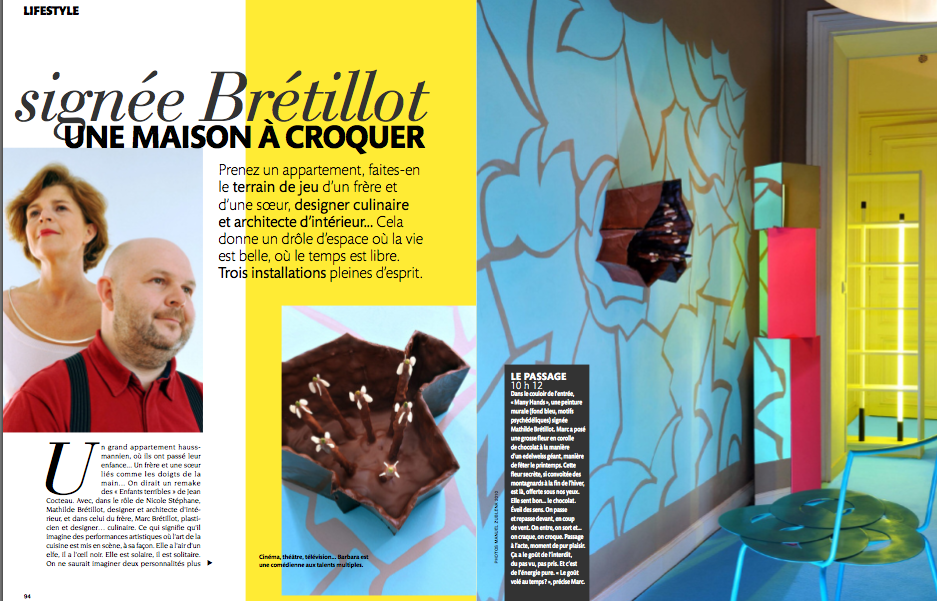 LIFESTYLE
signée Brétillot
UNE MAISON À CROQUER
Prenez un appartement, faites-en
le terrain de jeu d'un frère et
d'une sœur, designer culinaire
et architecte d'intérieur... Cela
donne un drôle d'espace où la vie
est belle, où le temps est libre.
Trois installations pleines d'esprit.
Un grand appartement hauss-
mannien, où ils ont passé leur
enfance... Un frère et une sœur
liés comme les doigts de la
main... On dirait un remake
des « Enfants terribles » de Jean
Cocteau. Avec, dans le rôle de Nicole Stéphane,
Mathilde Brétillot, designer et architecte d'inté-
rieur, et dans celui du frère, Marc Brétillot, plasti-
cien et designer... culinaire. Ce qui signifie qu'il
imagine des performances artistiques où l'art de la
cuisine est mis en scène, à sa façon. Elle a l'air d'un
elle, il a l'œil noir. Elle est solaire, il est solitaire.
On ne saurait imaginer deux personnalités plus
94
Cinéma, théâtre, télévision... Barbara est
une comédienne aux talents multiples.
LE PASSAGE
10 h 12
Dans le couloir de l'entrée,
« Many Hands », une peinture
murale (fond bleu, motifs
psychédéliques) signée
Mathilde Brétillot. Marc a posé
une grosse fleur en corolle
de chocolat à la manière
d'un edelweiss géant, manière
de fêter le printemps. Cette
fleur secrète, si convoitée des
montagnards à la fin de l'hiver,
est là, offerte sous nos yeux.
Elle sent bon... le chocolat.
Éveil des sens. On passe
et repasse devant, en coup
de vent. On entre, on sort et...
on craque, on croque. Passage
à l'acte, moment de pur plaisir.
Ça a le goût de l'interdit,
du pas vu, pas pris. Et c'est
de l'énergie pure. « Le goût
volé au temps? », précise Marc.
PHOTOS MANUEL